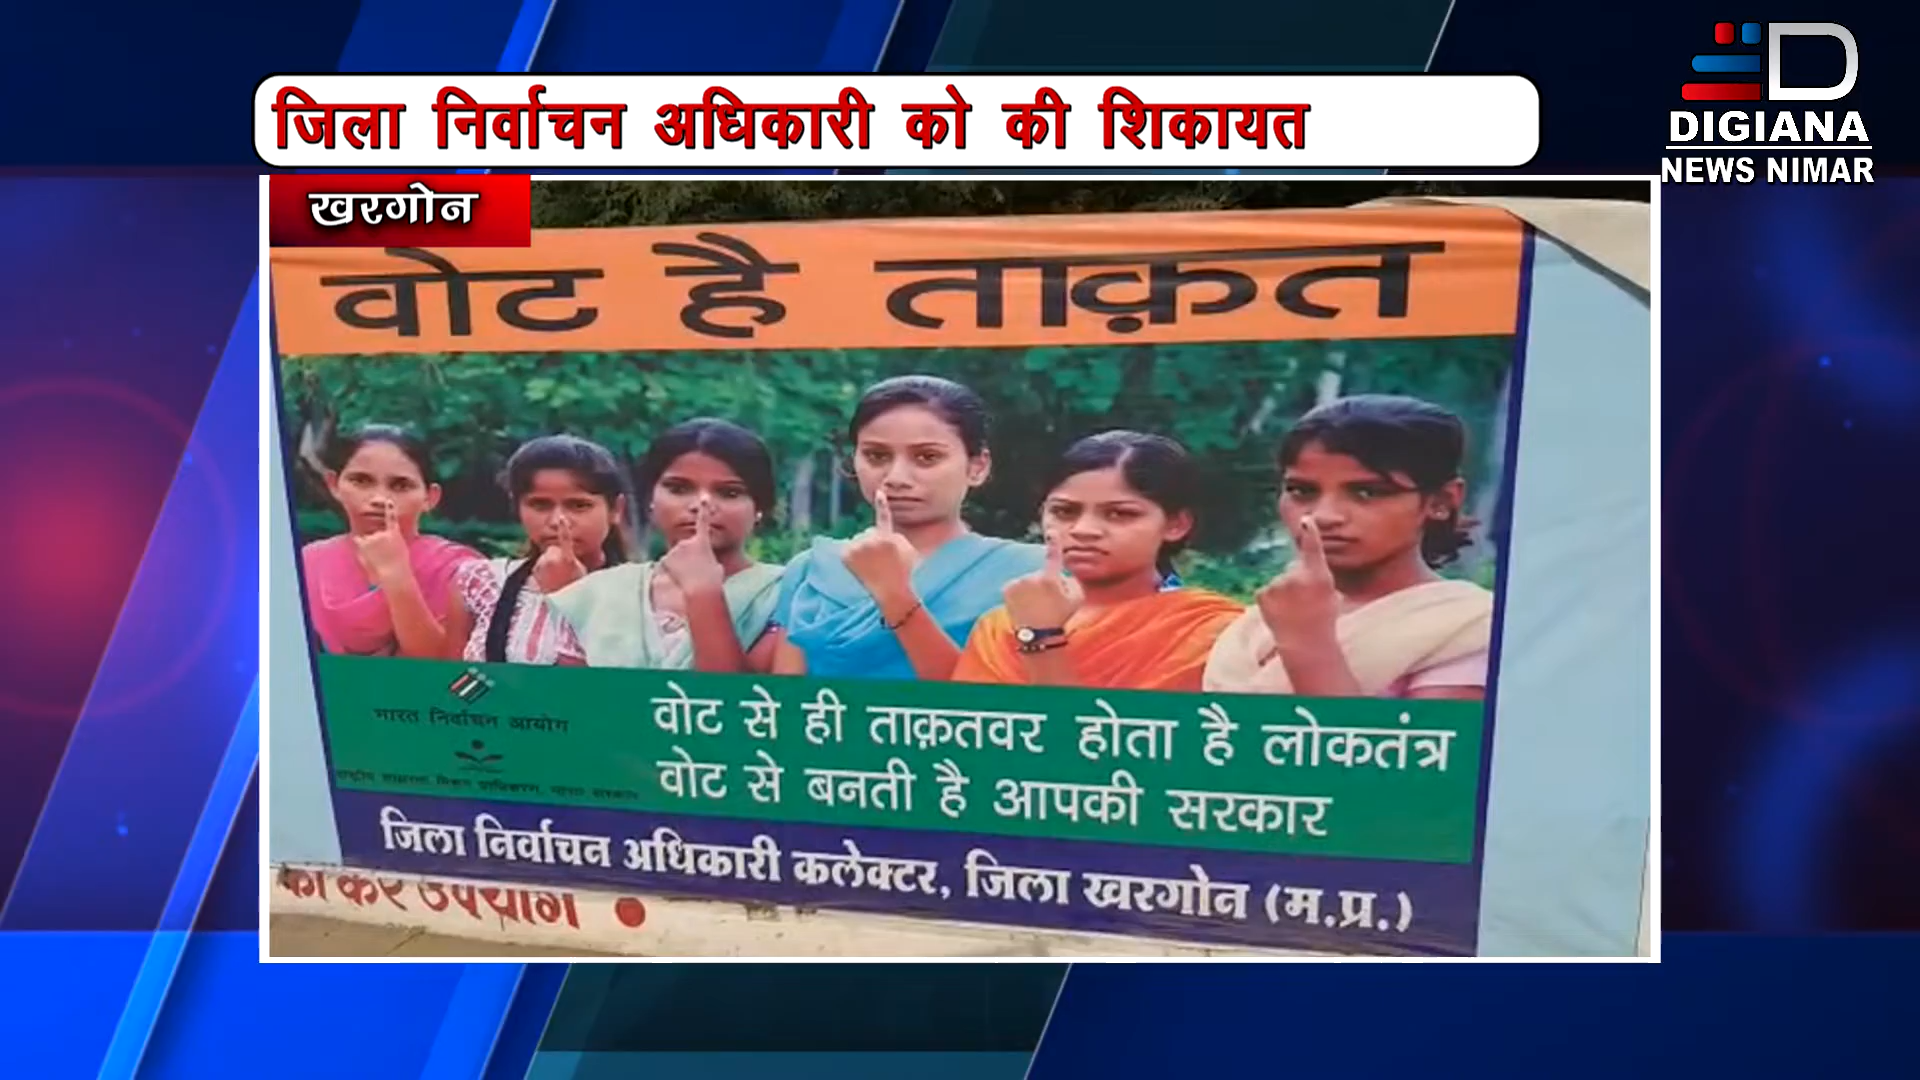 जिला निर्वाचन अधिकारी को की शिकायत
DIGIANA
NEWS NIMAR
खरगोन
वोट है ताक़त
भारत निर्वाचन आयोग
वोट से ही ताक़तवर होता है लोकतंत्र
वोट से बनती है आपकी सरकार
जिला निर्वाचन अधिकारी कलेक्टर, जिला खरगोन (म.प्र.)